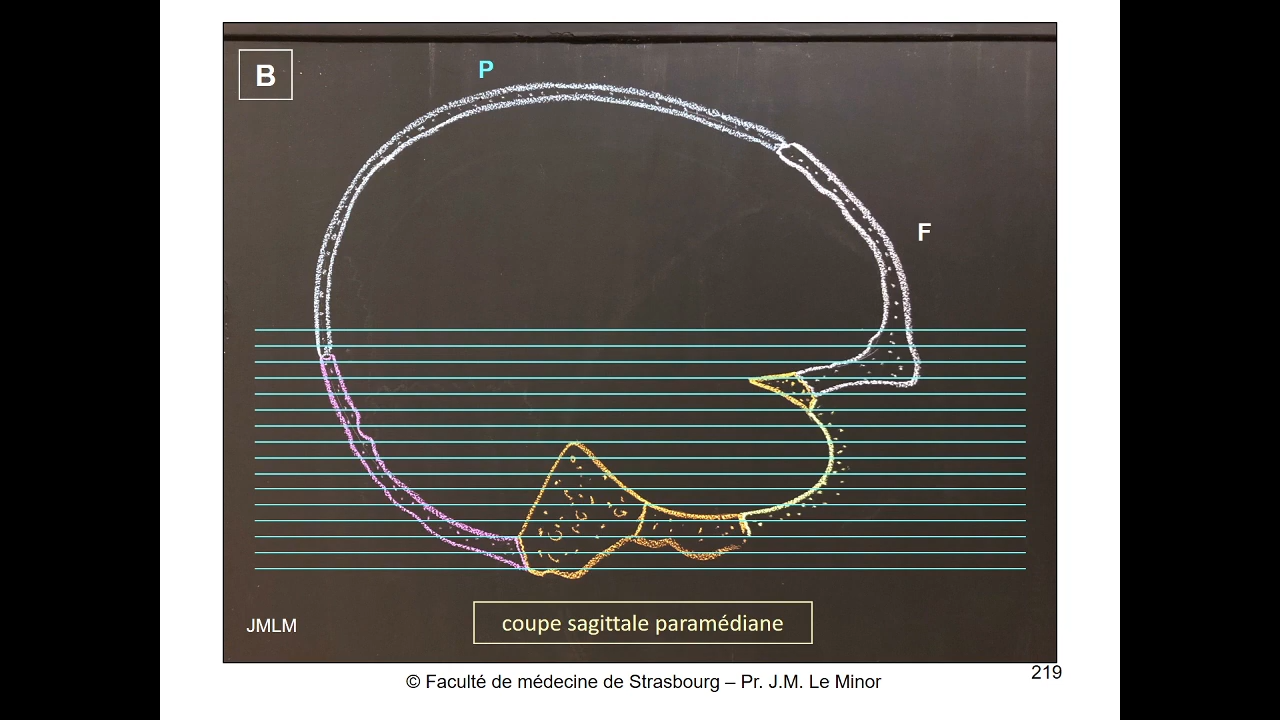 B
P
F
coupe sagittale paramédiane
JMLM
219
© Faculté de médecine de Strasbourg – Pr. J.M. Le Minor